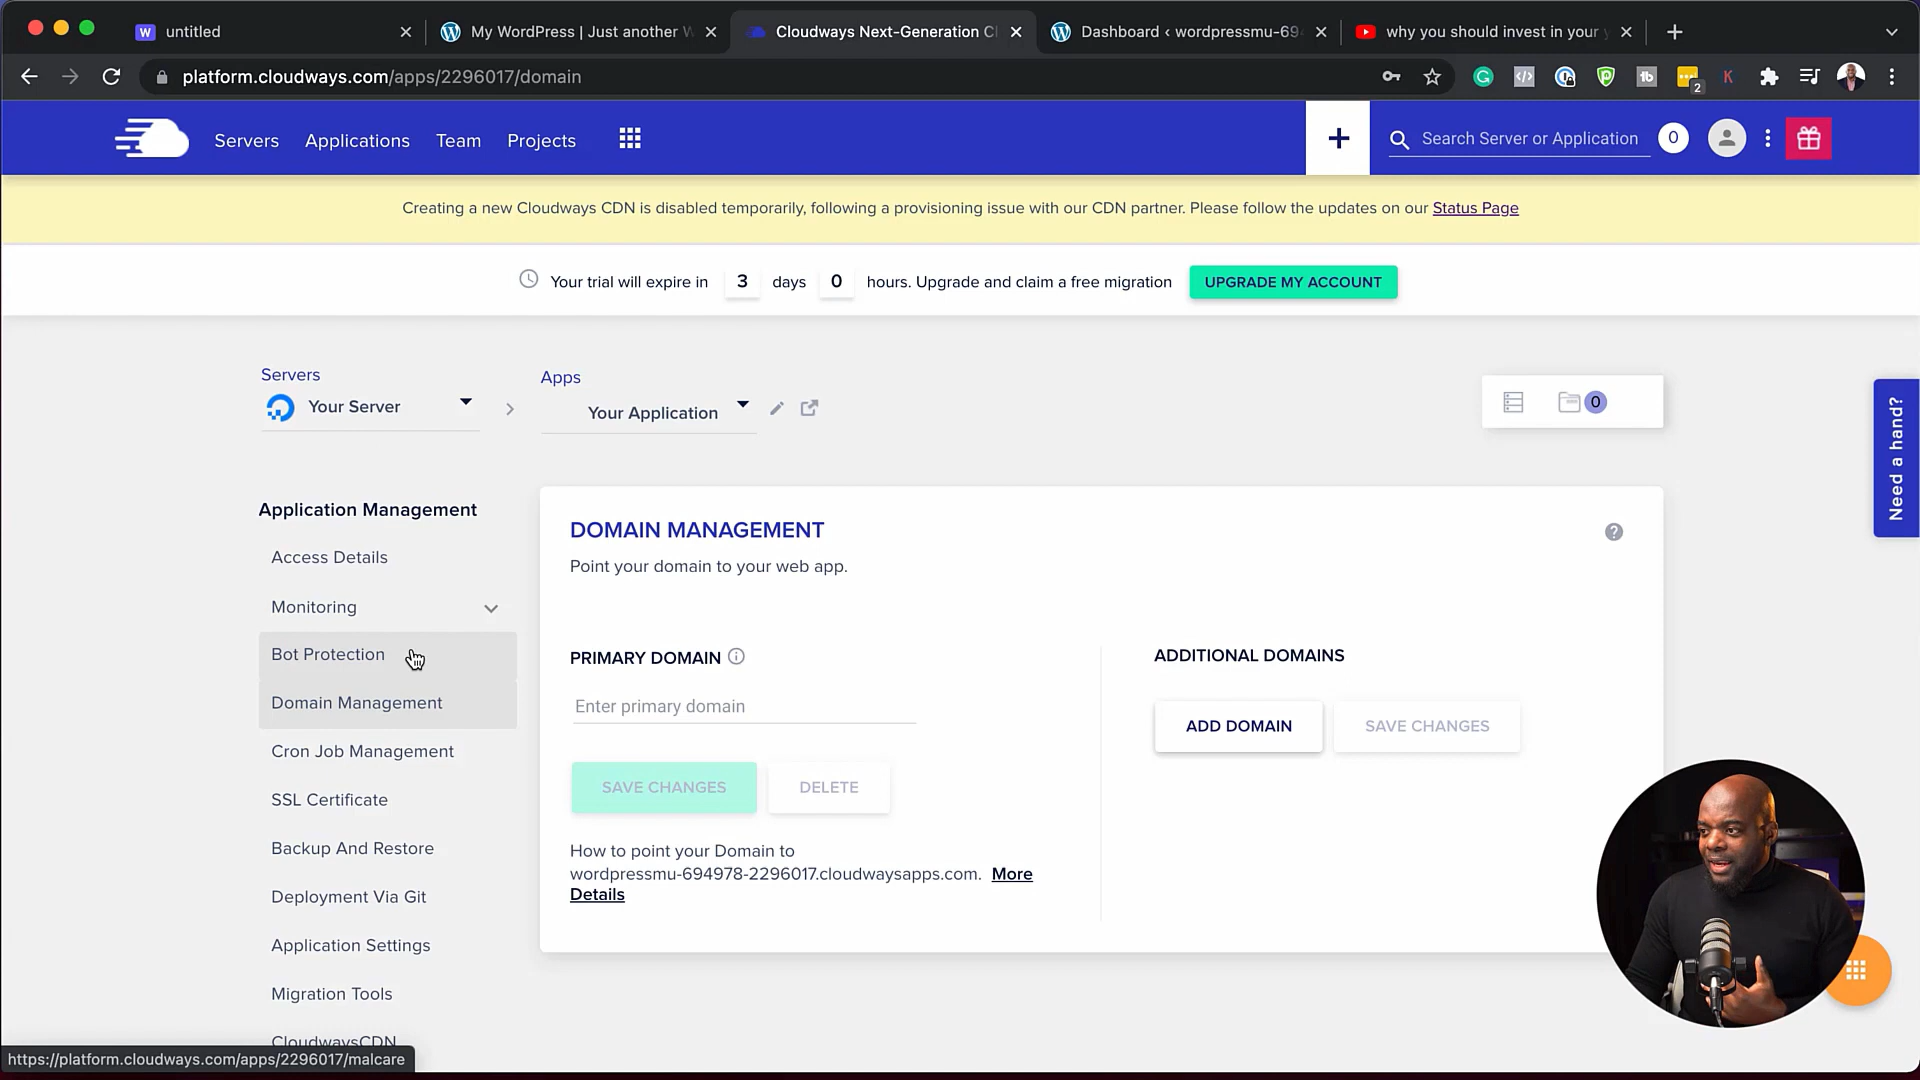 untitled
My WordPress | Just another W
Cloudways Next-Generation Cl
Dashboard ‹ wordpressmu-694
why you should invest in your y
platform.cloudways.com/apps/2296017/domain
2
K
Servers
Applications
Team
Projects
Search Server or Application
0
Creating a new Cloudways CDN is disabled temporarily, following a provisioning issue with our CDN partner. Please follow the updates on our Status Page
Your trial will expire in 3 days 0 hours. Upgrade and claim a free migration
UPGRADE MY ACCOUNT
Servers
Your Server
Apps
Your Application
0
Need a hand?
Application Management
Access Details
Monitoring
Bot Protection
Domain Management
Cron Job Management
SSL Certificate
Backup And Restore
Deployment Via Git
Application Settings
Migration Tools
CloudwaysCDN
DOMAIN MANAGEMENT
Point your domain to your web app.
PRIMARY DOMAIN
Enter primary domain
SAVE CHANGES
DELETE
How to point your Domain to
wordpressmu-694978-2296017.cloudwaysapps.com. More
Details
ADDITIONAL DOMAINS
ADD DOMAIN
SAVE CHANGES
https://platform.cloudways.com/apps/2296017/malcare